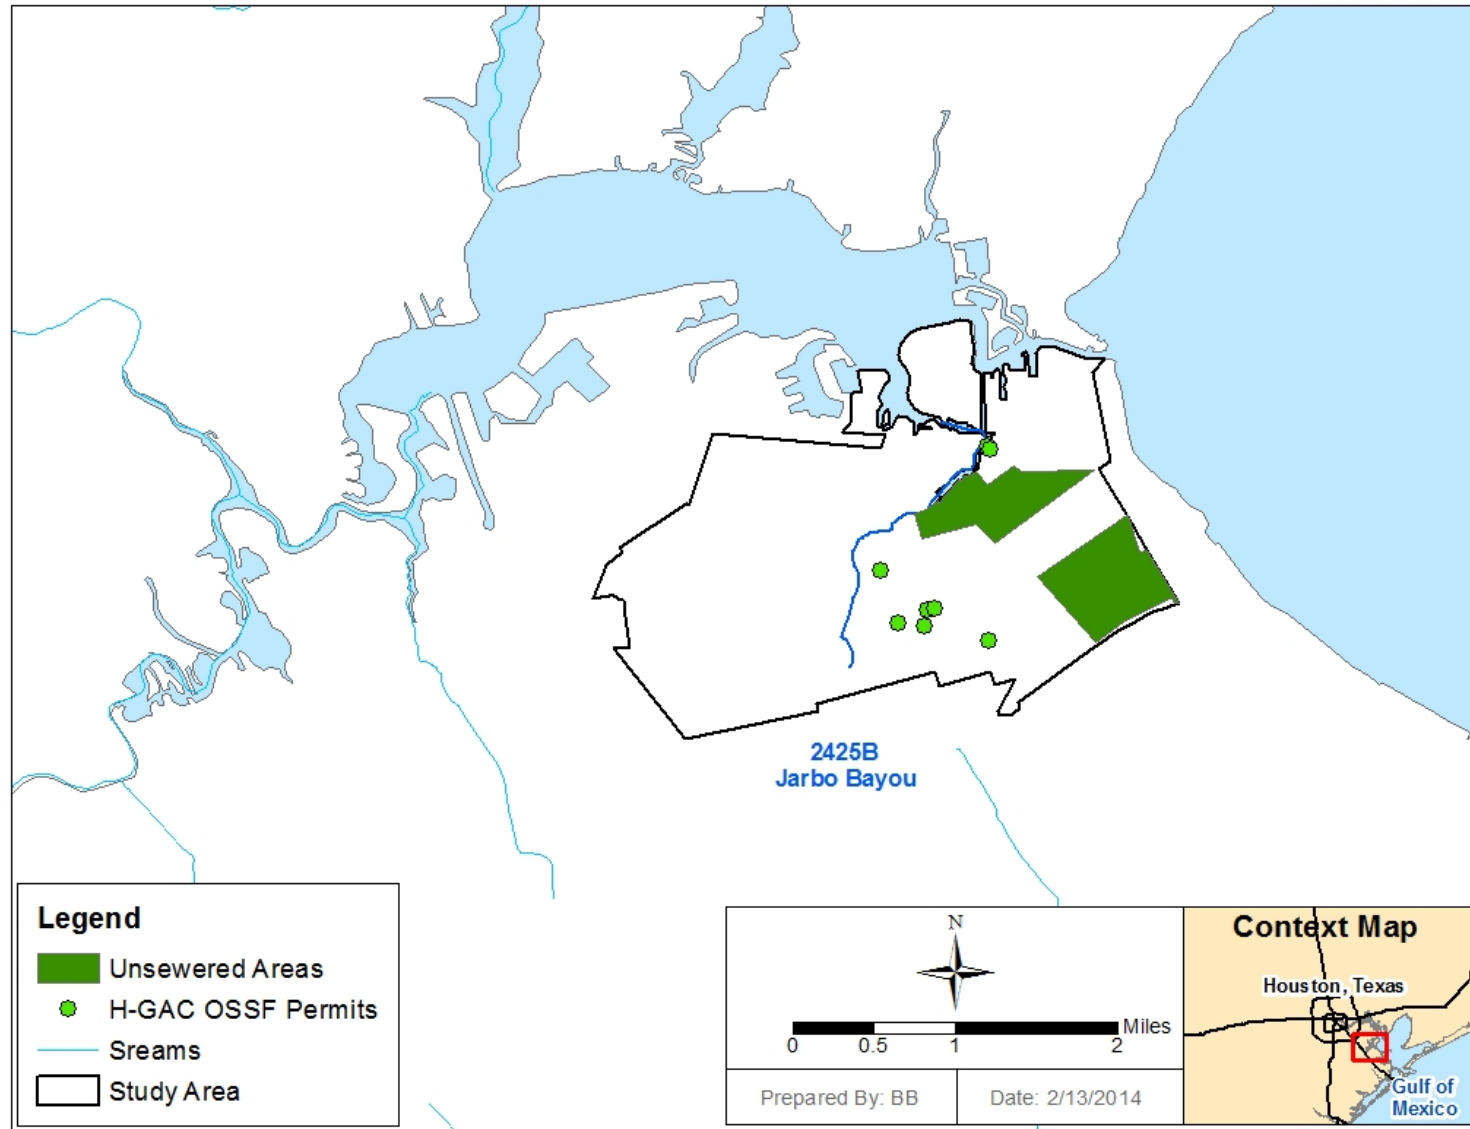 2425B
Jarbo Bayou
Legend
Unsewered Areas
H-GAC OSSF Permits
Sreams
Study Area
N
Miles
0 0.5 1 2
Prepared By: BB
Date: 2/13/2014
Context Map
Houston, Texas
Gulf of
Mexico